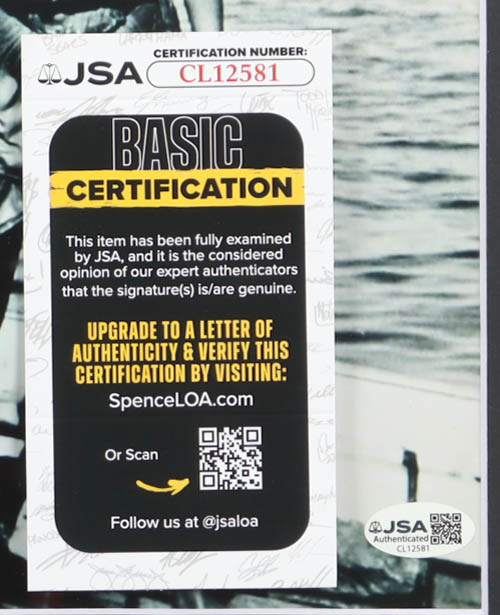 CERTIFICATION NUMBER:
JSA CL12581
BASIC
CERTIFICATION
This item has been fully examined
by JSA, and it is the considered
opinion of our expert authenticators
that the signature(s) is/are genuine.
UPGRADE TO A LETTER OF
AUTHENTICITY & VERIFY THIS
CERTIFICATION BY VISITING:
SpenceLOA.com
Or Scan
Follow us at @jsaloa
JSA
Authenticated
CL12581